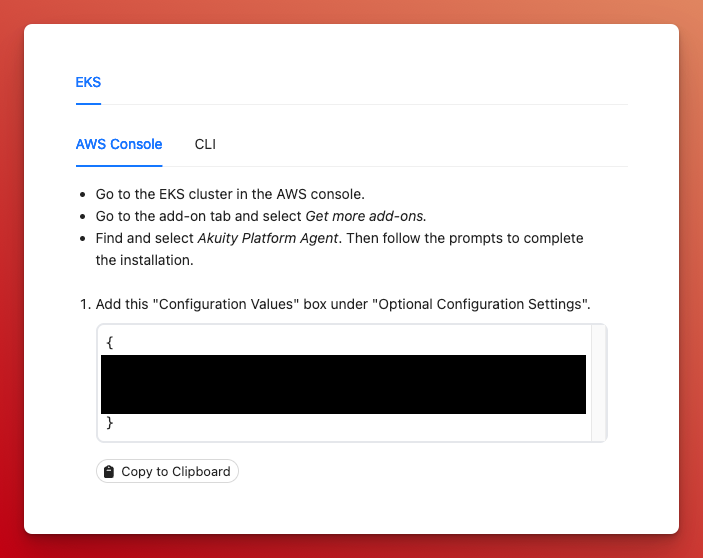 EKS
AWS Console
CLI
Go to the EKS cluster in the AWS console.
Go to the add-on tab and select Get more add-ons.
Find and select Akuity Platform Agent. Then follow the prompts to complete
the installation.
1. Add this "Configuration Values" box under "Optional Configuration Settings".
{
}
Copy to Clipboard